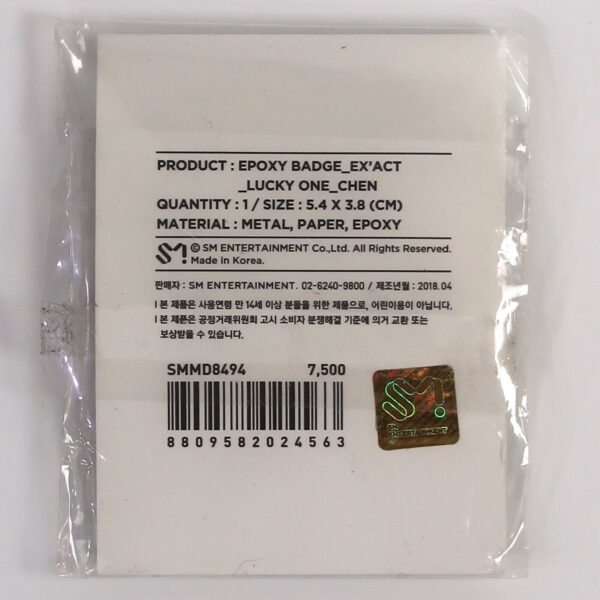 PRODUCT : EPOXY BADGE_EX'ACT
_LUCKY ONE_CHEN
QUANTITY : 1 / SIZE : 5.4 X 3.8 (CM)
MATERIAL : METAL, PAPER, EPOXY
SM! © SM ENTERTAINMENT Co.,Ltd. All Rights Reserved.
Made in Korea.
판매자 : SM ENTERTAINMENT. 02-6240-9800 / 제조년월 : 2018. 04
I 본 제품은 사용연령 만 14세 이상 분들을 위한 제품으로, 어린이용이 아닙니다.
I 본 제품은 공정거래위원회 고시 소비자 분쟁해결 기준에 의거 교환 또는
보상받을 수 있습니다.
SMMD8494 7,500
8809582024563
SM!
SM
ENTERTAINMENT